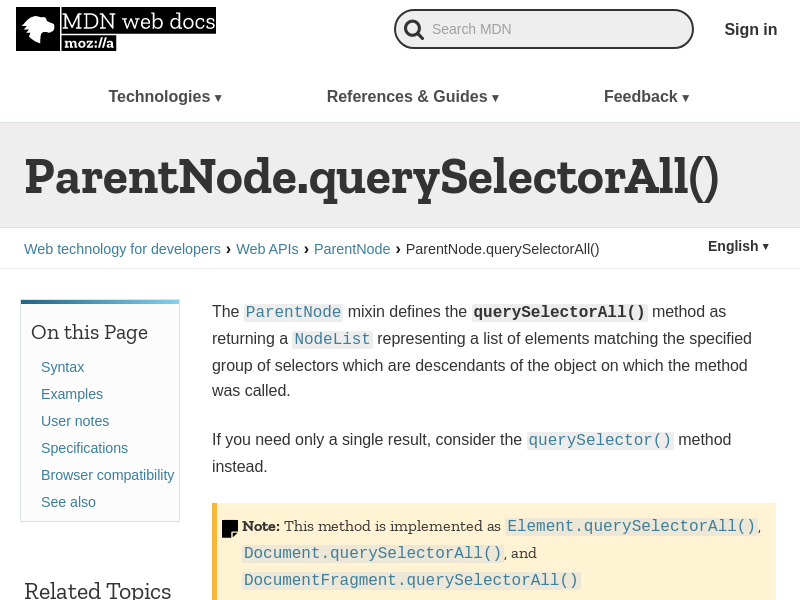 MDN web docs
moz://a
Search MDN
Sign in
Technologies ▾
References & Guides ▾
Feedback ▾
ParentNode.querySelectorAll()
Web technology for developers › Web APIs › ParentNode › ParentNode.querySelectorAll()
English ▾
On this Page
Syntax
Examples
User notes
Specifications
Browser compatibility
See also
Related Topics
The ParentNode mixin defines the querySelectorAll() method as
returning a NodeList representing a list of elements matching the specified
group of selectors which are descendants of the object on which the method
was called.
If you need only a single result, consider the querySelector() method
instead.
Note: This method is implemented as Element.querySelectorAll(),
Document.querySelectorAll(), and
DocumentFragment.querySelectorAll()